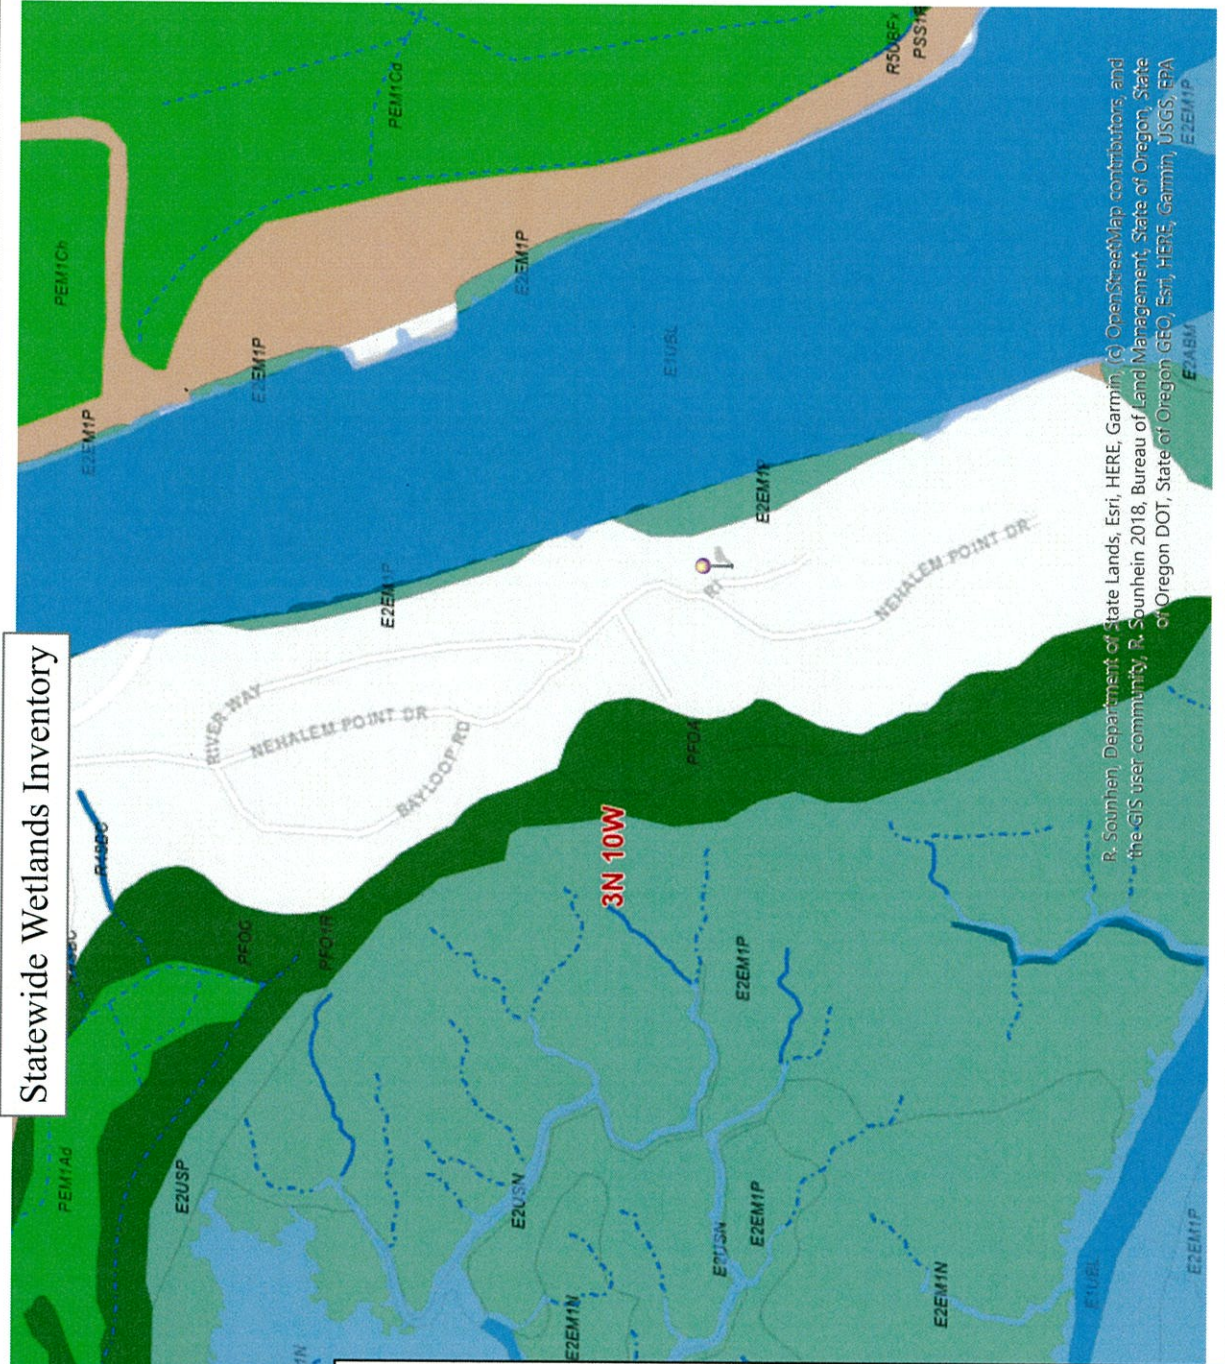 Statewide Wetlands Inventory
PEM1Ad
E2USP
PFOC
PFO1R
R4SBC
RIVER WAY
NEHALEM POINT DR
BAYLOOP RD
E2EM1P
PEM1Ch
E2EM1P
PEM1Cd
E2EM1P
E2EM1P
R5UBFx
E1UBL
E2EM1P
RI
NEHALEM POINT DR
PFOA
3N 10W
E2EM1P
E2USN
E2EM1N
E2USN
E2EM1P
E2EM1N
E1UBL
E2EM1P
E2ABM
E2EM1P
R. Sounhen, Department of State Lands, Esri, HERE, Garmin, (c) OpenStreetMap contributors, and
the GIS user community, R. Sounhein 2018, Bureau of Land Management, State of Oregon, State
of Oregon DOT, State of Oregon GEO, Esri, HERE, Garmin, USGS, EPA